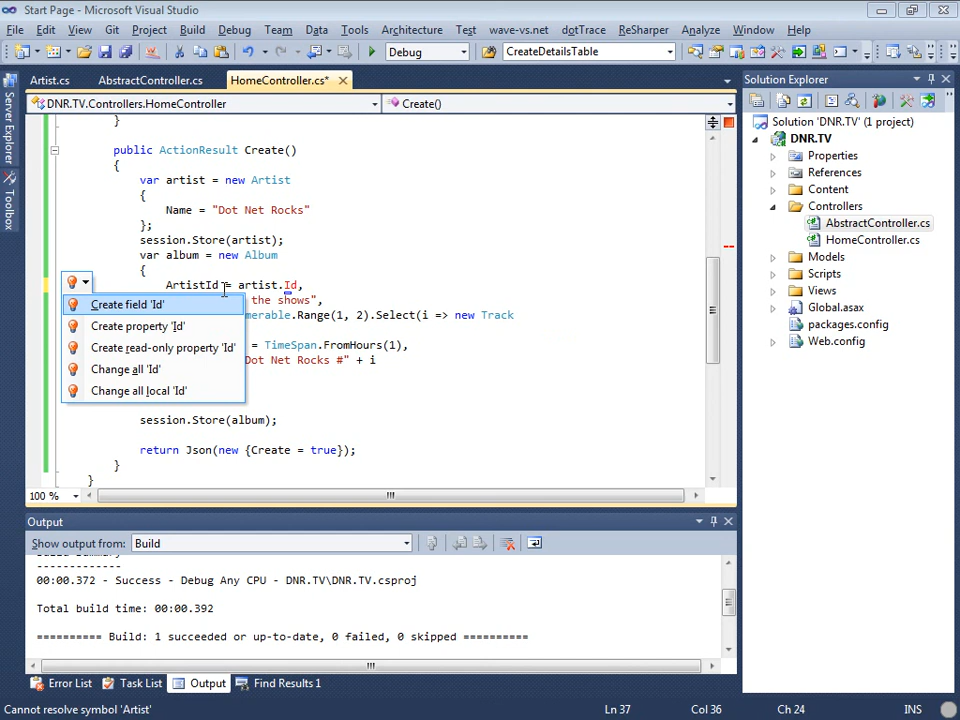 Start Page - Microsoft Visual Studio
File Edit View Git Project Build Debug Team Data Tools Architecture Test wave-vs.net dotTrace ReSharper Analyze Window Help
Debug CreateDetailsTable
Artist.cs AbstractController.cs HomeController.cs*
DNR.TV.Controllers.HomeController Create()
}
public ActionResult Create()
{
var artist = new Artist
{
Name = "Dot Net Rocks"
};
session.Store(artist);
var album = new Album
{
ArtistId = artist.Id,
the shows",
merable.Range(1, 2).Select(i => new Track
= TimeSpan.FromHours(1),
Dot Net Rocks #" + i
session.Store(album);
return Json(new {Create = true});
}
}
Create field 'Id'
Create property 'Id'
Create read-only property 'Id'
Change all 'Id'
Change all local 'Id'
100 %
Output
Show output from: Build
-------------
00:00.372 - Success - Debug Any CPU - DNR.TV\DNR.TV.csproj
Total build time: 00:00.392
========== Build: 1 succeeded or up-to-date, 0 failed, 0 skipped ==========
Error List Task List Output Find Results 1
Cannot resolve symbol 'Artist' Ln 37 Col 36 Ch 24 INS
Server Explorer
Toolbox
Solution Explorer
Solution 'DNR.TV' (1 project)
DNR.TV
Properties
References
Content
Controllers
AbstractController.cs
HomeController.cs
Models
Scripts
Views
Global.asax
packages.config
Web.config